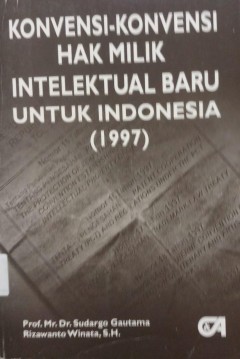 KONVENSI-KONVENSI
HAK MILIK
INTELEKTUAL BARU
UNTUK INDONESIA
(1997)
Prof. Mr. Dr. Sudargo Gautama
Rizawanto Winata, S.H.